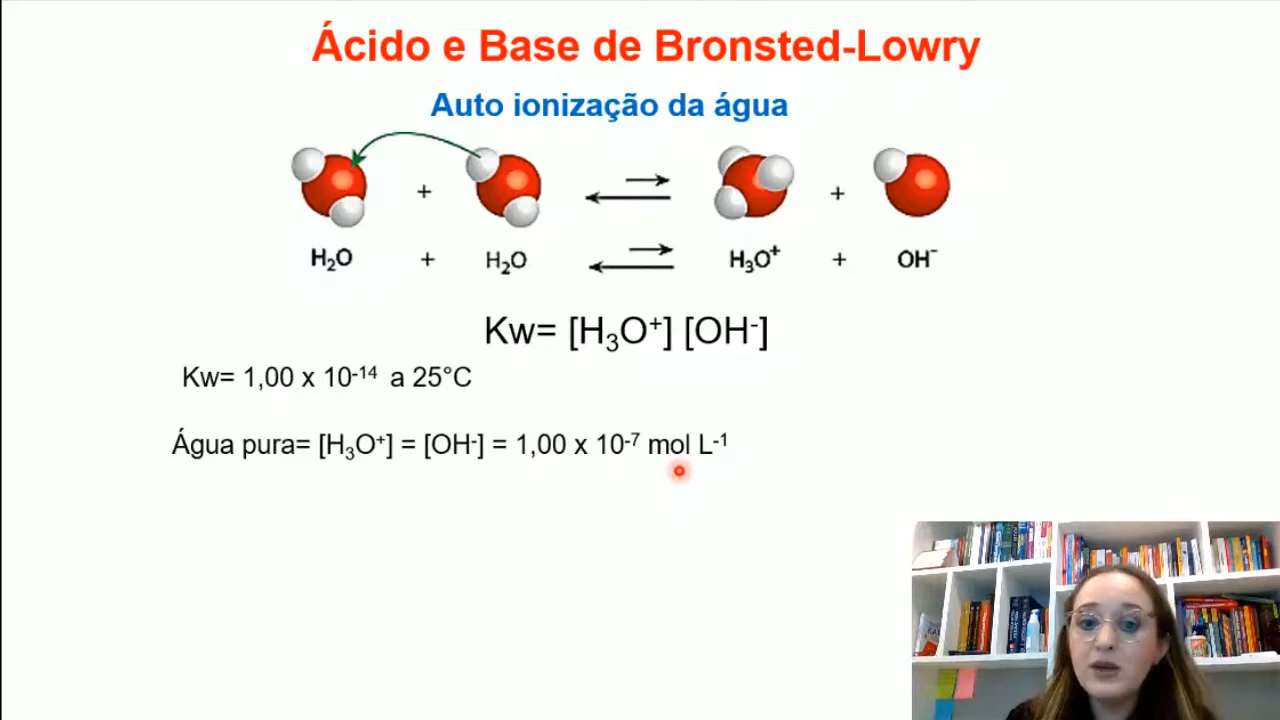 Ácido e Base de Bronsted-Lowry
Auto ionização da água
+ +
H₂O + H₂O H₃O⁺ + OH⁻
Kw= [H₃O⁺] [OH⁻]
Kw= 1,00 x 10⁻¹⁴ a 25°C
Água pura= [H₃O⁺] = [OH⁻] = 1,00 x 10⁻⁷ mol L⁻¹